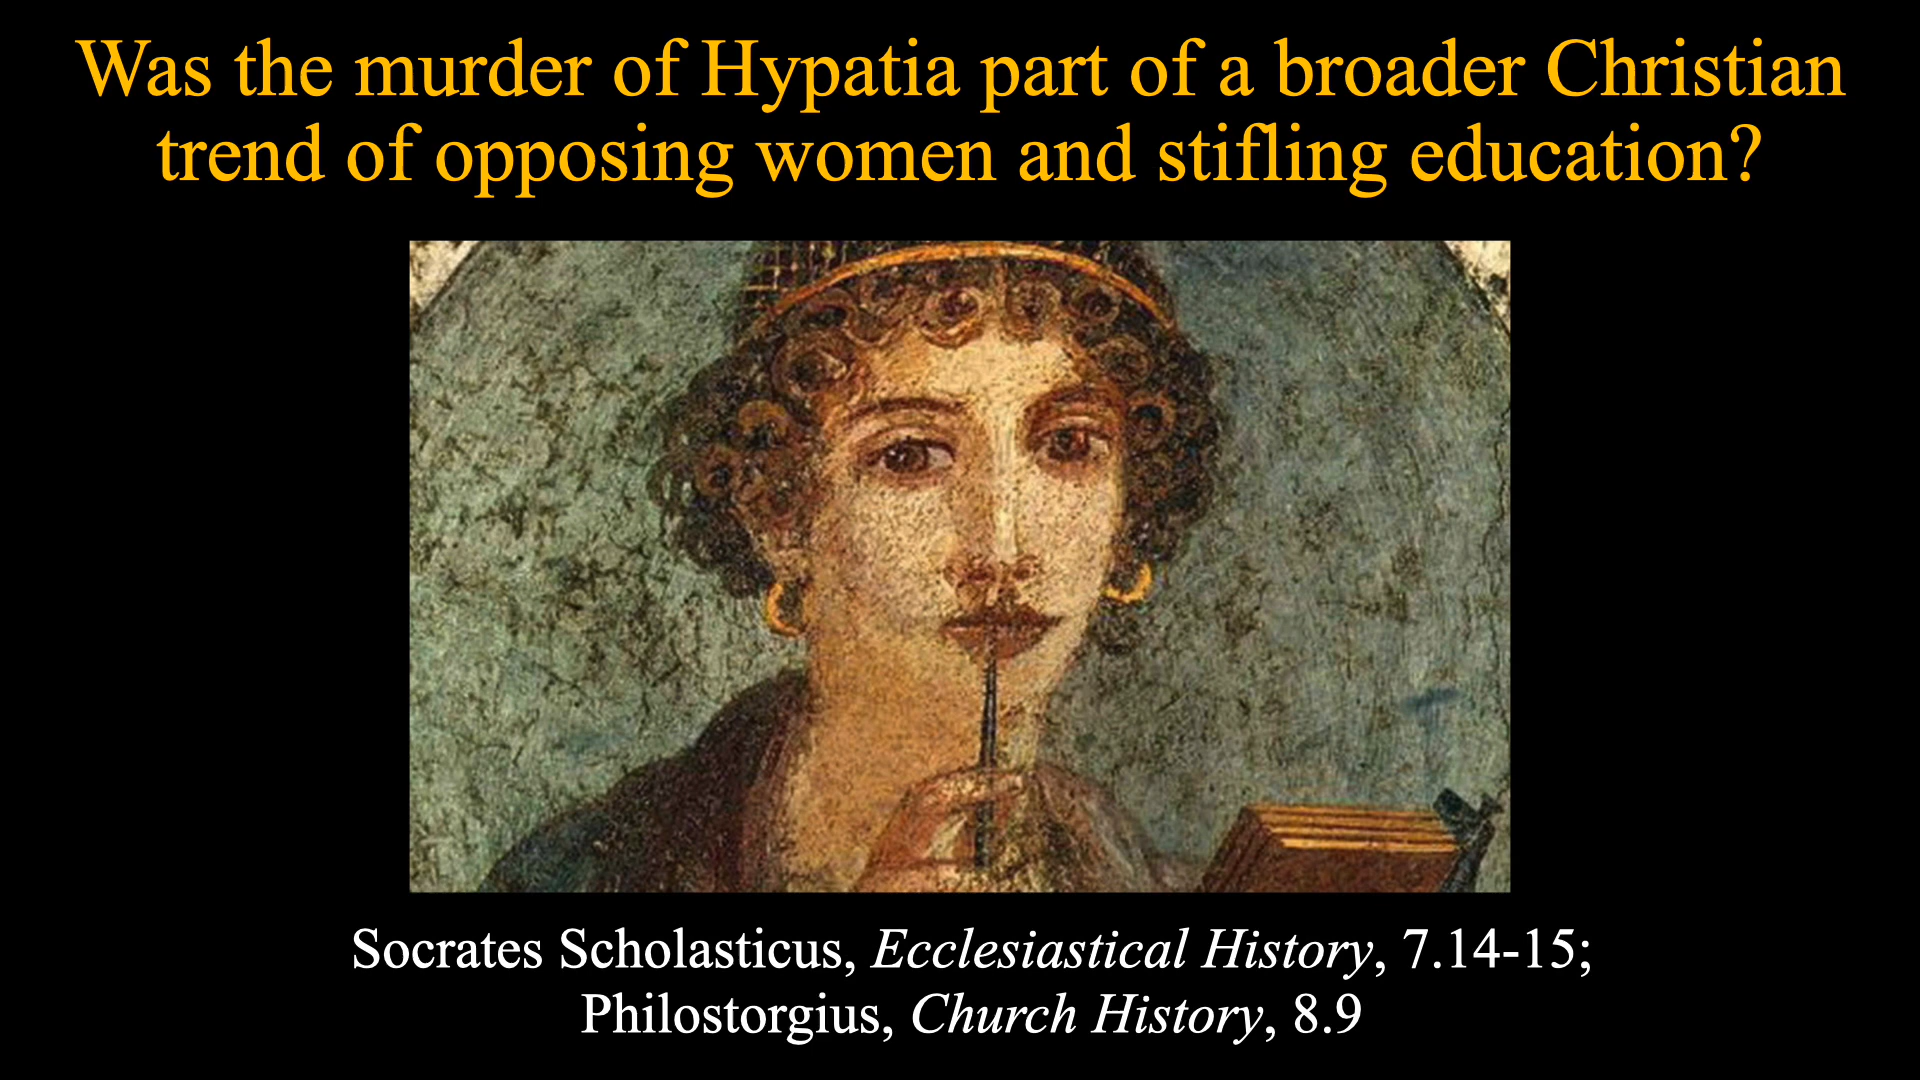 Was the murder of Hypatia part of a broader Christian
trend of opposing women and stifling education?
Socrates Scholasticus, Ecclesiastical History, 7.14-15;
Philostorgius, Church History, 8.9